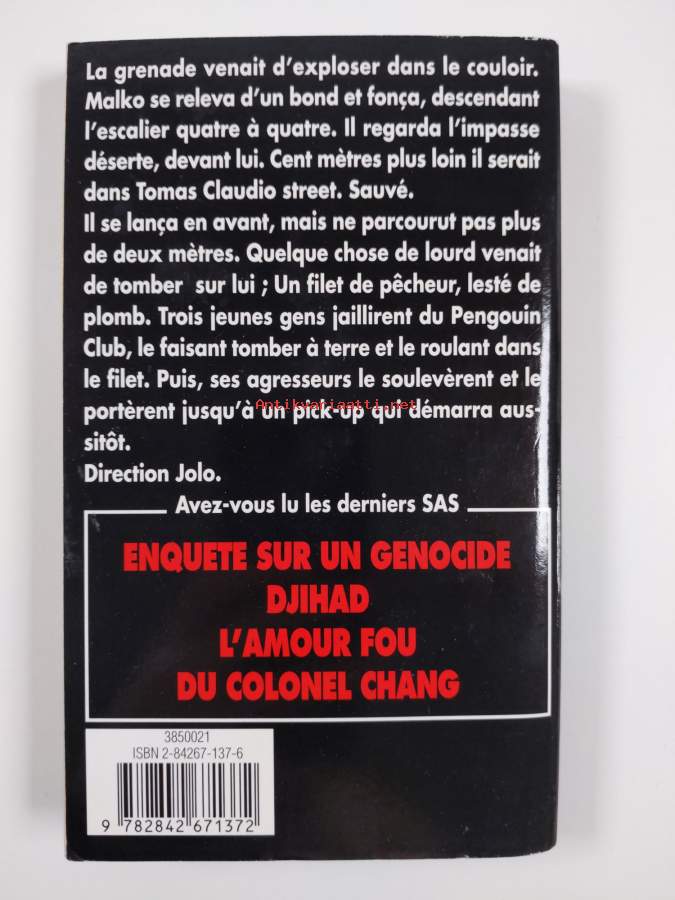 La grenade venait d'exploser dans le couloir.
Malko se releva d'un bond et fonça, descendant
l'escalier quatre à quatre. Il regarda l'impasse
déserte, devant lui. Cent mètres plus loin il serait
dans Tomas Claudio street. Sauvé.
Il se lança en avant, mais ne parcourut pas plus
de deux mètres. Quelque chose de lourd venait
de tomber sur lui ; Un filet de pêcheur, lesté de
plomb. Trois jeunes gens jaillirent du Pengouin
Club, le faisant tomber à terre et le roulant dans
le filet. Puis, ses agresseurs le soulevèrent et le
Antikvariaatti.net
portèrent jusqu'à un pick-up qui démarra aus-
sitôt.
Direction Jolo.
Avez-vous lu les derniers SAS
ENQUETE SUR UN GENOCIDE
DJIHAD
L'AMOUR FOU
DU COLONEL CHANG
3850021
ISBN 2-84267-137-6
9 782842 671372